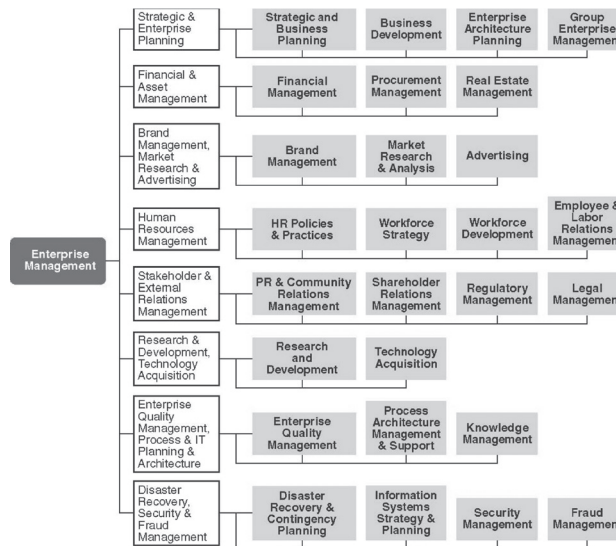 Strategic &
Enterprise
Planning
Strategic and
Business
Planning
Business
Development
Enterprise
Architecture
Planning
Group
Enterprise
Management
Financial &
Asset
Management
Financial
Management
Procurement
Management
Real Estate
Management
Brand
Management,
Market
Research &
Advertising
Brand
Management
Market
Research
& Analysis
Advertising
Human
Resources
Management
HR Policies
& Practices
Workforce
Strategy
Workforce
Development
Employee &
Labor
Relations
Management
Enterprise
Management
Stakeholder &
External
Relations
Management
PR & Community
Relations
Management
Shareholder
Relations
Management
Regulatory
Management
Legal
Management
Research &
Development,
Technology
Acquisition
Research
and
Development
Technology
Acquisition
Enterprise
Quality
Management,
Process & IT
Planning &
Architecture
Enterprise
Quality
Management
Process
Architecture
Management
& Support
Knowledge
Management
Disaster
Recovery,
Security &
Fraud
Management
Disaster
Recovery &
Contingency
Planning
Information
Systems
Strategy &
Planning
Security
Management
Fraud
Management